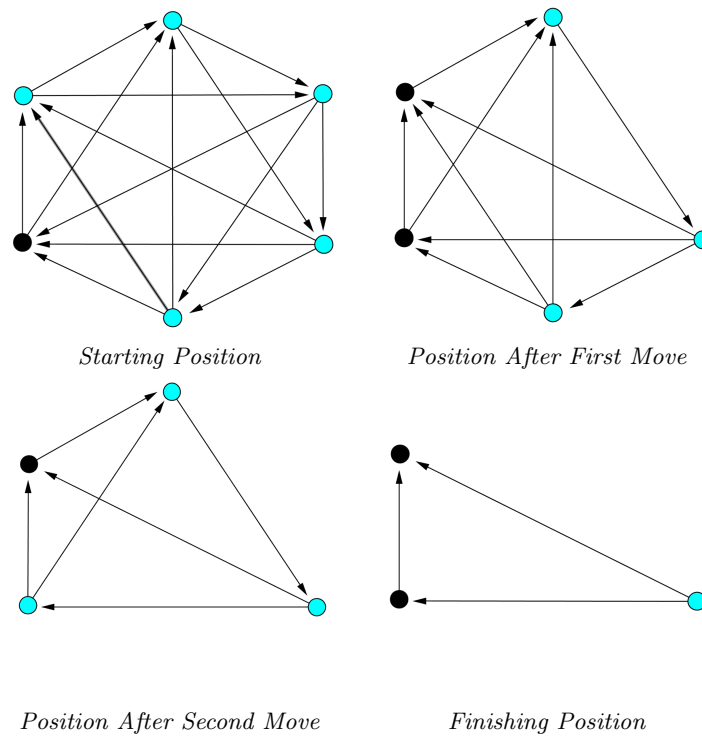 Starting Position
Position After First Move
Position After Second Move
Finishing Position